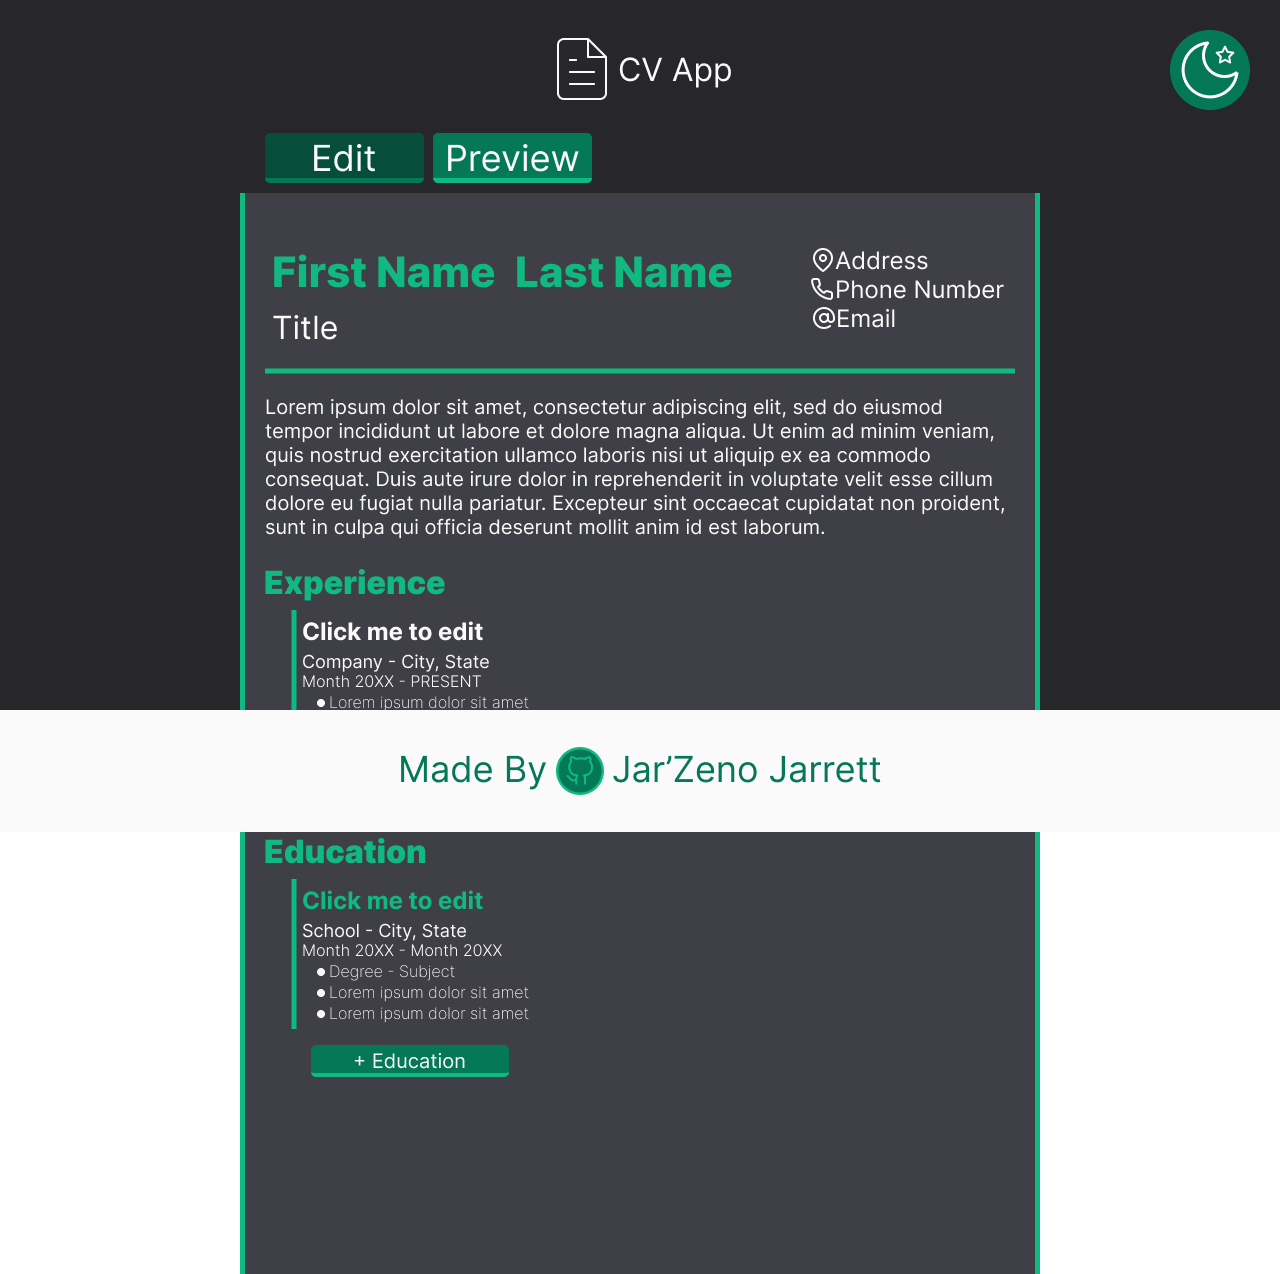 CV App
Edit
Preview
First Name Last Name
Title
Address
Phone Number
Email
Lorem ipsum dolor sit amet, consectetur adipiscing elit, sed do eiusmod
tempor incididunt ut labore et dolore magna aliqua. Ut enim ad minim veniam,
quis nostrud exercitation ullamco laboris nisi ut aliquip ex ea commodo
consequat. Duis aute irure dolor in reprehenderit in voluptate velit esse cillum
dolore eu fugiat nulla pariatur. Excepteur sint occaecat cupidatat non proident,
sunt in culpa qui officia deserunt mollit anim id est laborum.
Experience
Click me to edit
Company - City, State
Month 20XX - PRESENT
Lorem ipsum dolor sit amet
Made By Jar’Zeno Jarrett
Education
Click me to edit
School - City, State
Month 20XX - Month 20XX
Degree - Subject
Lorem ipsum dolor sit amet
Lorem ipsum dolor sit amet
+ Education